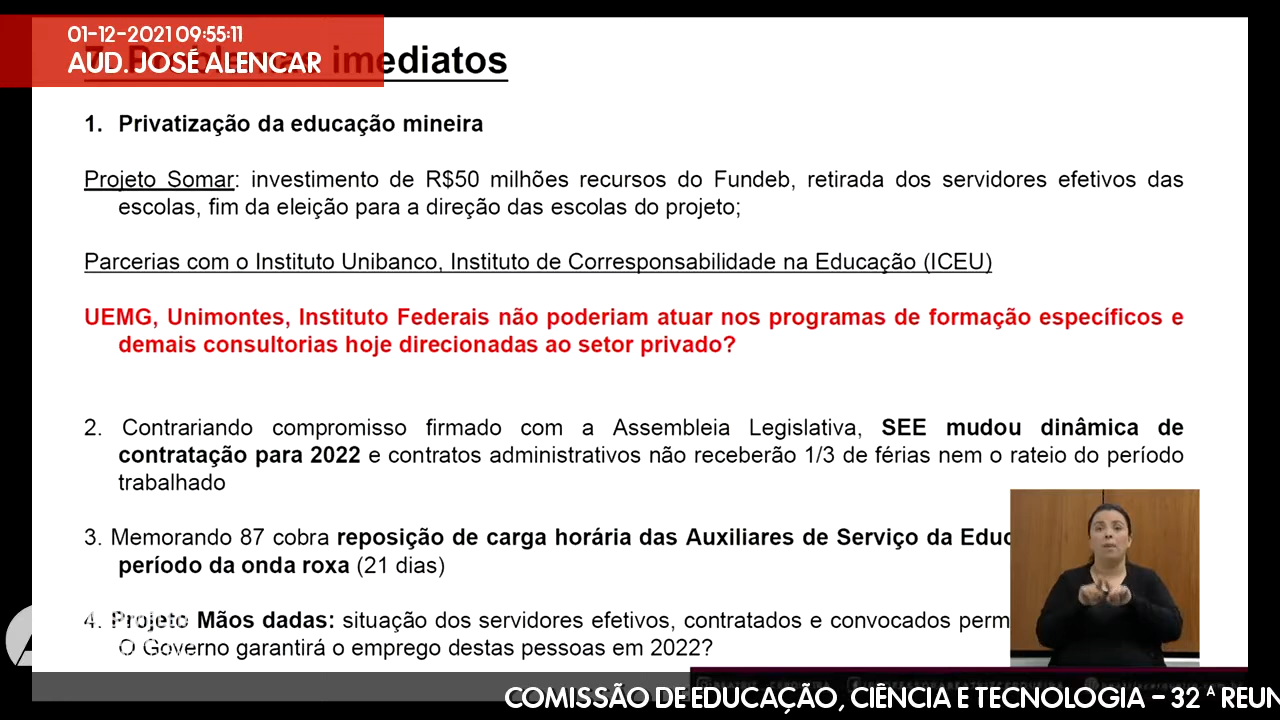 01-12-2021 09:55:11
AUD. JOSÉ ALENCAR
imediatos
1. Privatização da educação mineira
Projeto Somar: investimento de R$50 milhões recursos do Fundeb, retirada dos servidores efetivos das
escolas, fim da eleição para a direção das escolas do projeto;
Parcerias com o Instituto Unibanco, Instituto de Corresponsabilidade na Educação (ICEU)
UEMG, Unimontes, Instituto Federais não poderiam atuar nos programas de formação específicos e
demais consultorias hoje direcionadas ao setor privado?
2. Contrariando compromisso firmado com a Assembleia Legislativa, SEE mudou dinâmica de
contratação para 2022 e contratos administrativos não receberão 1/3 de férias nem o rateio do período
trabalhado
3. Memorando 87 cobra reposição de carga horária das Auxiliares de Serviço da Educ
período da onda roxa (21 dias)
4. Projeto Mãos dadas: situação dos servidores efetivos, contratados e convocados perm
O Governo garantirá o emprego destas pessoas em 2022?
COMISSÃO DE EDUCAÇÃO, CIÊNCIA E TECNOLOGIA - 32ª REUN